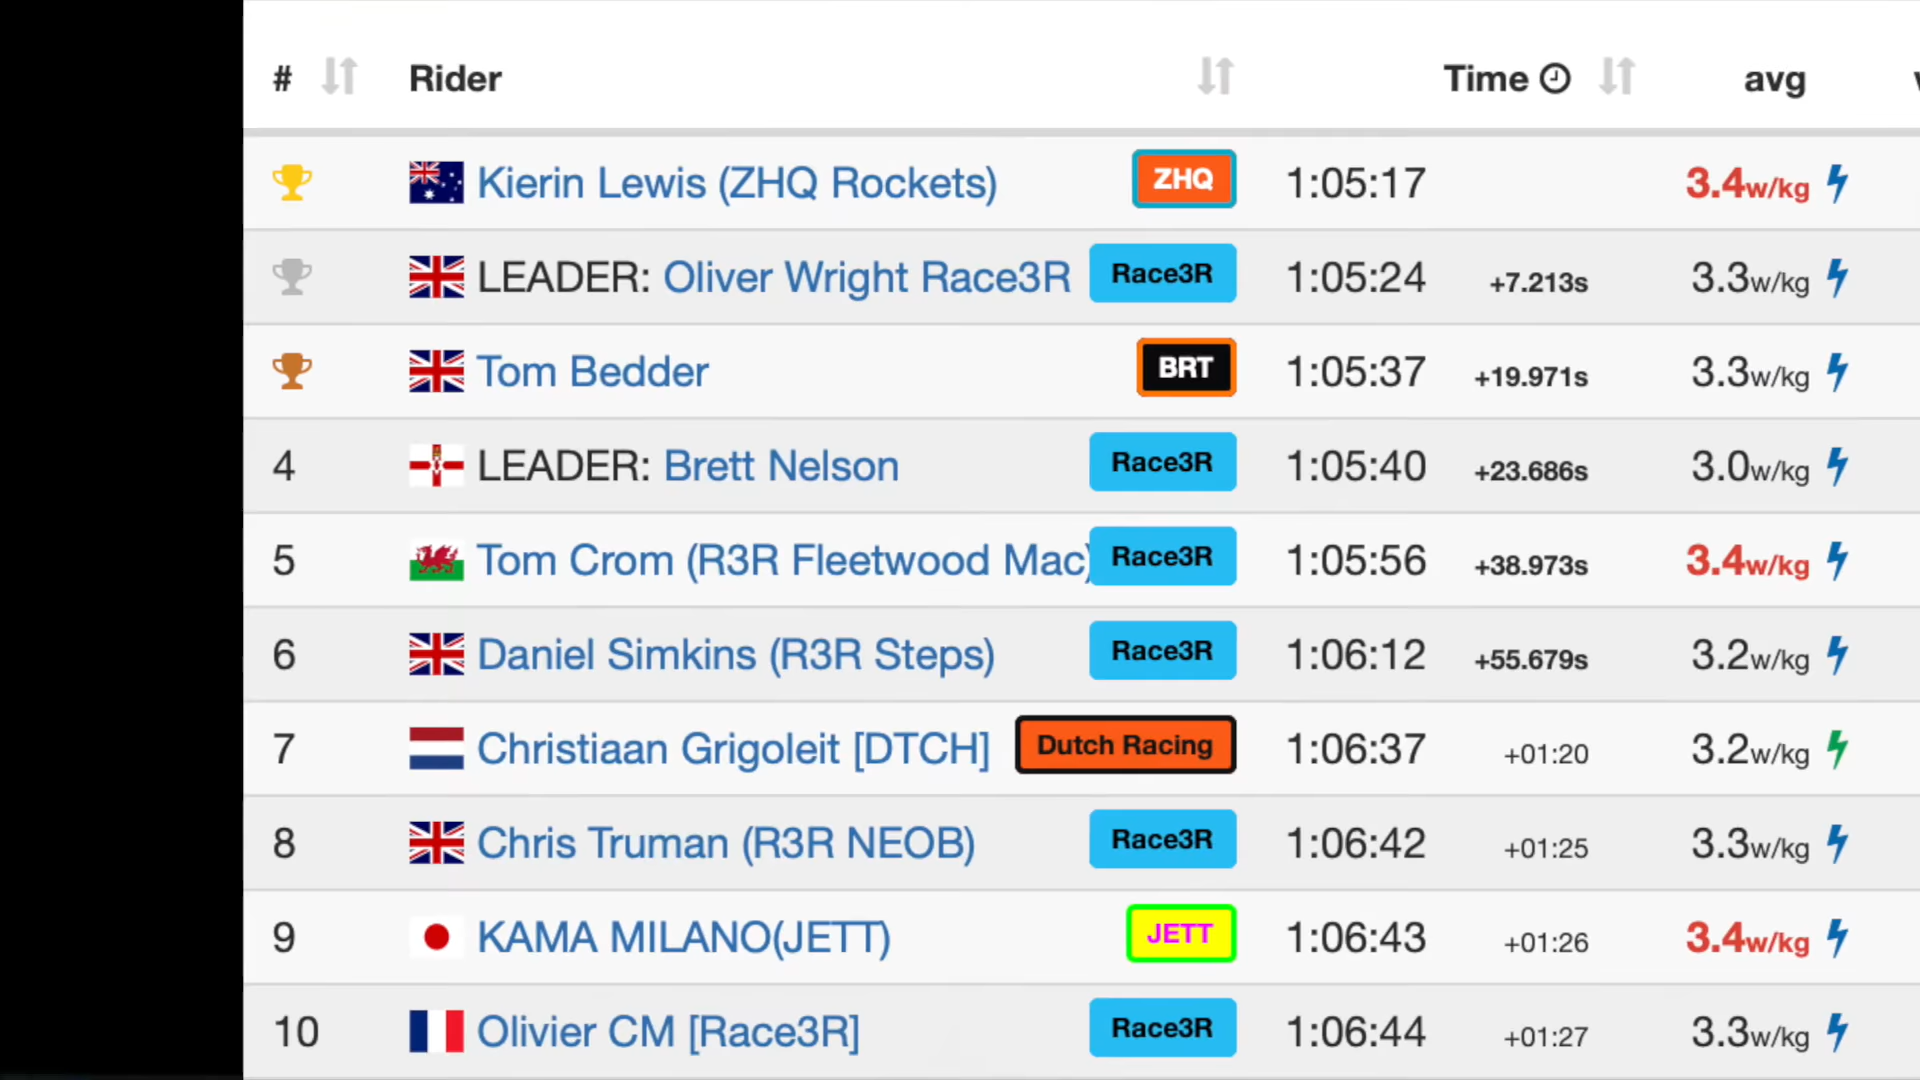 # Rider Time avg
Kierin Lewis (ZHQ Rockets) ZHQ 1:05:17 3.4w/kg
LEADER: Oliver Wright Race3R Race3R 1:05:24 +7.213s 3.3w/kg
Tom Bedder BRT 1:05:37 +19.971s 3.3w/kg
4 LEADER: Brett Nelson Race3R 1:05:40 +23.686s 3.0w/kg
5 Tom Crom (R3R Fleetwood Mac) Race3R 1:05:56 +38.973s 3.4w/kg
6 Daniel Simkins (R3R Steps) Race3R 1:06:12 +55.679s 3.2w/kg
7 Christiaan Grigoleit [DTCH] Dutch Racing 1:06:37 +01:20 3.2w/kg
8 Chris Truman (R3R NEOB) Race3R 1:06:42 +01:25 3.3w/kg
9 KAMA MILANO(JETT) JETT 1:06:43 +01:26 3.4w/kg
10 Olivier CM [Race3R] Race3R 1:06:44 +01:27 3.3w/kg